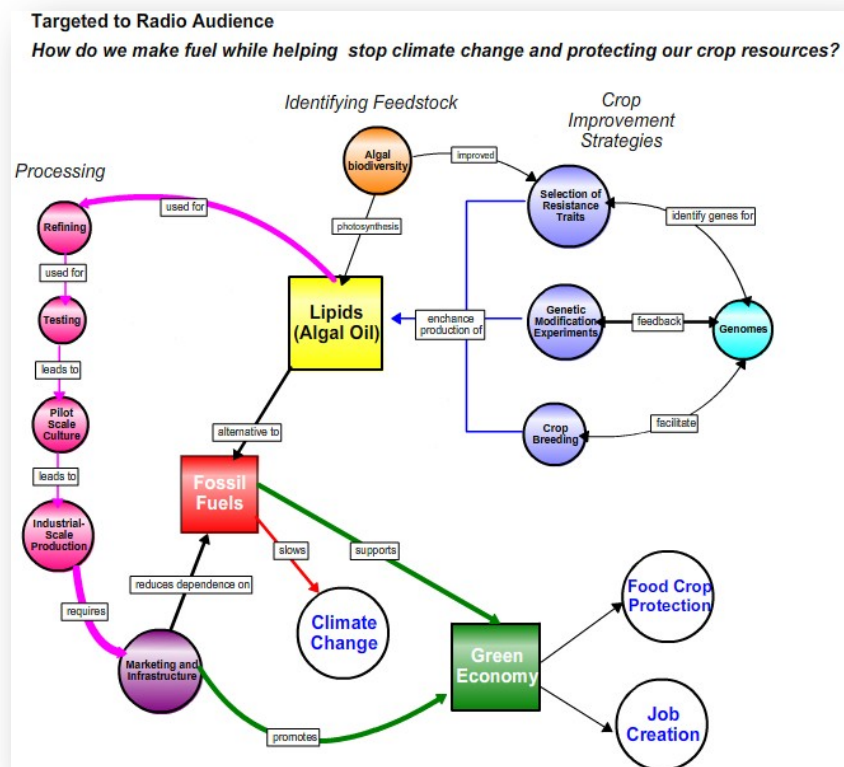 Targeted to Radio Audience
How do we make fuel while helping stop climate change and protecting our crop resources?
Identifying Feedstock
Crop
Improvement
Strategies
Processing
Algal
biodiversity
improved
Selection of
Resistance
Traits
used for
photosynthesis
identify genes for
Refining
used for
Lipids
(Algal Oil)
Testing
enchance
production of
Genetic
Modification
Experiments
feedback
Genomes
leads to
Pilot
Scale
Culture
alternative to
Crop
Breeding
facilitate
leads to
Fossil
Fuels
Industrial-
Scale
Production
slows
supports
reduces dependence on
requires
Climate
Change
Food Crop
Protection
Marketing and
Infrastructure
Green
Economy
promotes
Job
Creation